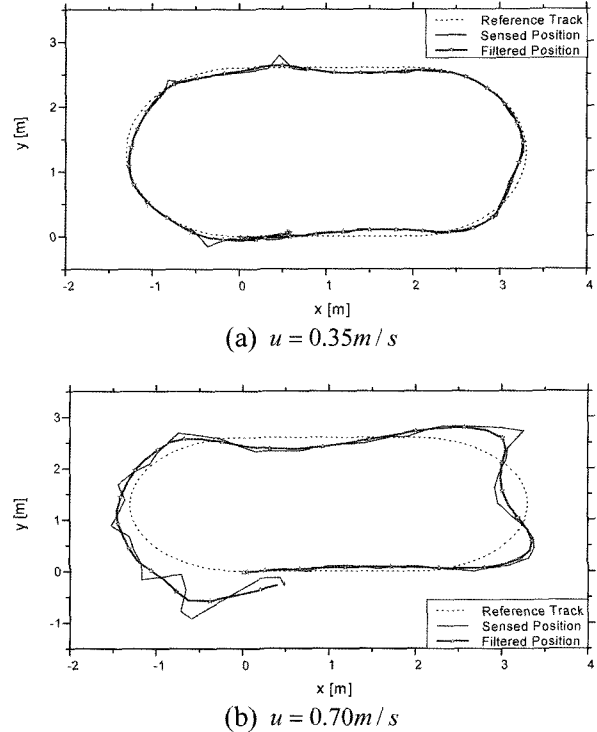 Reference Track
Sensed Position
Filtered Position
3
2
1
0
y [m]
-2 -1 0 1 2 3 4
x [m]
(a) u = 0.35m / s
3
2
1
0
-1
y [m]
-2 -1 0 1 2 3 4
x [m]
Reference Track
Sensed Position
Filtered Position
(b) u = 0.70m / s